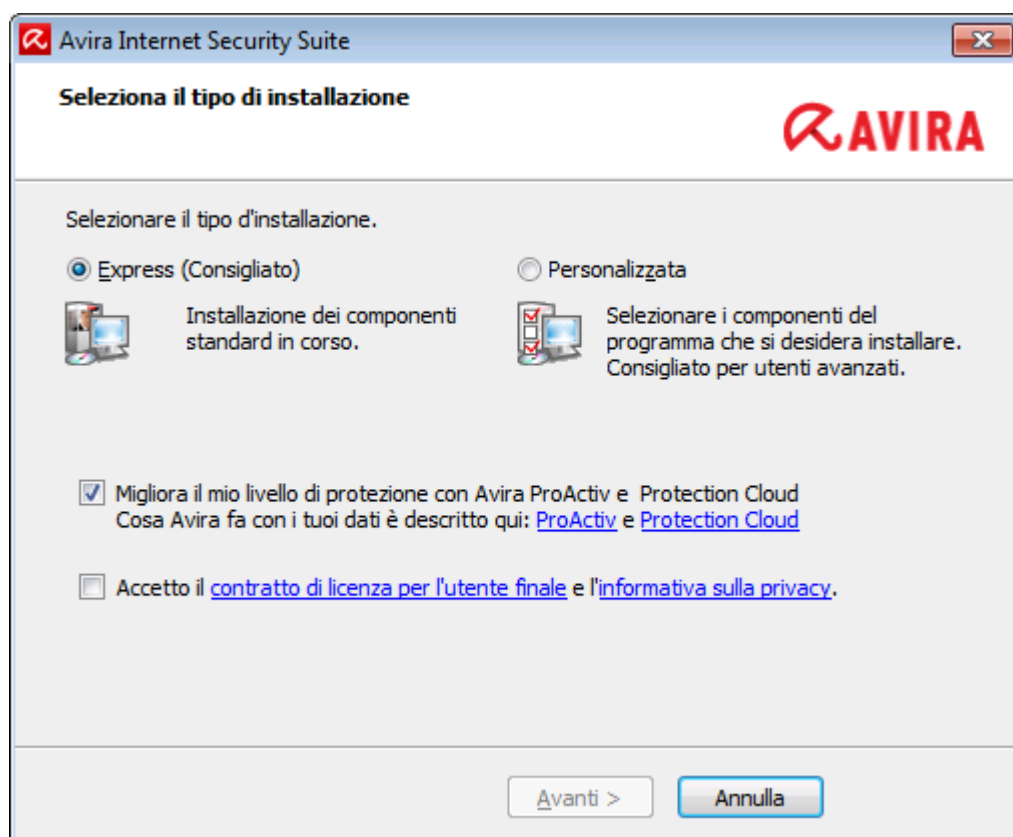 Avira Internet Security Suite
Seleziona il tipo di installazione
AVIRA
Selezionare il tipo d'installazione.
Express (Consigliato)
Personalizzata
Installazione dei componenti
standard in corso.
Selezionare i componenti del
programma che si desidera installare.
Consigliato per utenti avanzati.
Migliora il mio livello di protezione con Avira ProActiv e  Protection Cloud
Cosa Avira fa con i tuoi dati è descritto qui: ProActiv e Protection Cloud
Accetto il contratto di licenza per l'utente finale e l'informativa sulla privacy.
Avanti >
Annulla